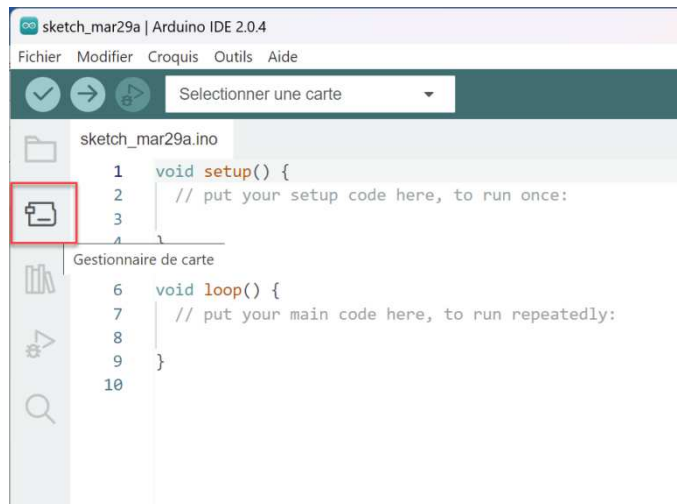 sketch_mar29a | Arduino IDE 2.0.4
Fichier Modifier Croquis Outils Aide
Selectionner une carte
sketch_mar29a.ino
1 void setup() {
2 // put your setup code here, to run once:
3
4 }
Gestionnaire de carte
6 void loop() {
7 // put your main code here, to run repeatedly:
8
9 }
10